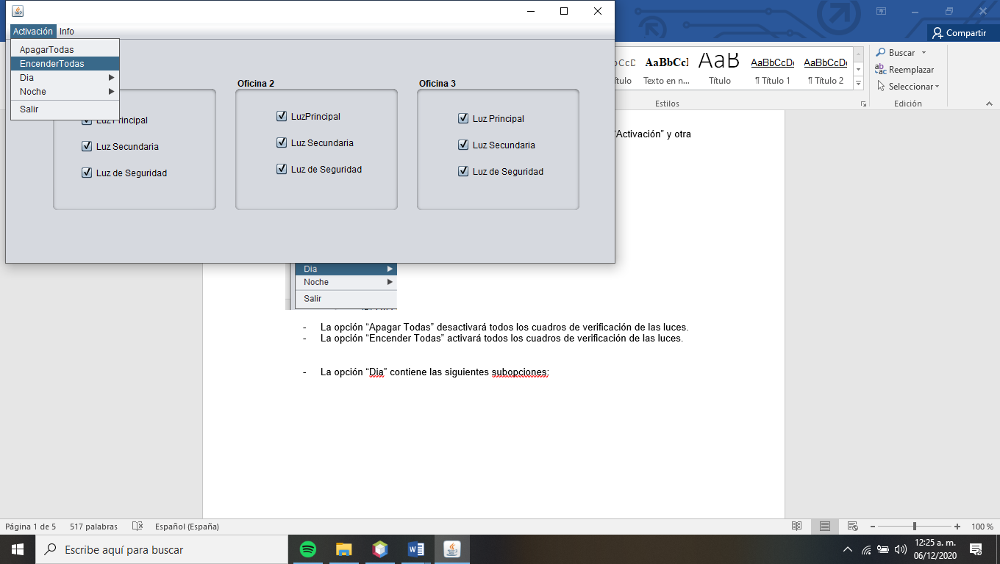 Activación Info
ApagarTodas
EncenderTodas
Dia
Noche
Salir
Oficina 2
Oficina 3
Luz Principal
Luz Secundaria
Luz de Seguridad
LuzPrincipal
Luz Secundaria
Luz de Seguridad
Luz Principal
Luz Secundaria
Luz de Seguridad
Compartir
AaBbCcI AaB AaBbCcDc AaBbCcDc
Texto en n... Título ¶ Título 1 ¶ Título 2
Estilos
Buscar
Reemplazar
Seleccionar
Edición
“Activación” y otra
Dia
Noche
Salir
- La opción “Apagar Todas” desactivará todos los cuadros de verificación de las luces.
- La opción “Encender Todas” activará todos los cuadros de verificación de las luces.
- La opción “Dia” contiene las siguientes subopciones:
Página 1 de 5 517 palabras Español (España) 100 %
Escribe aquí para buscar
12:25 a. m.
06/12/2020